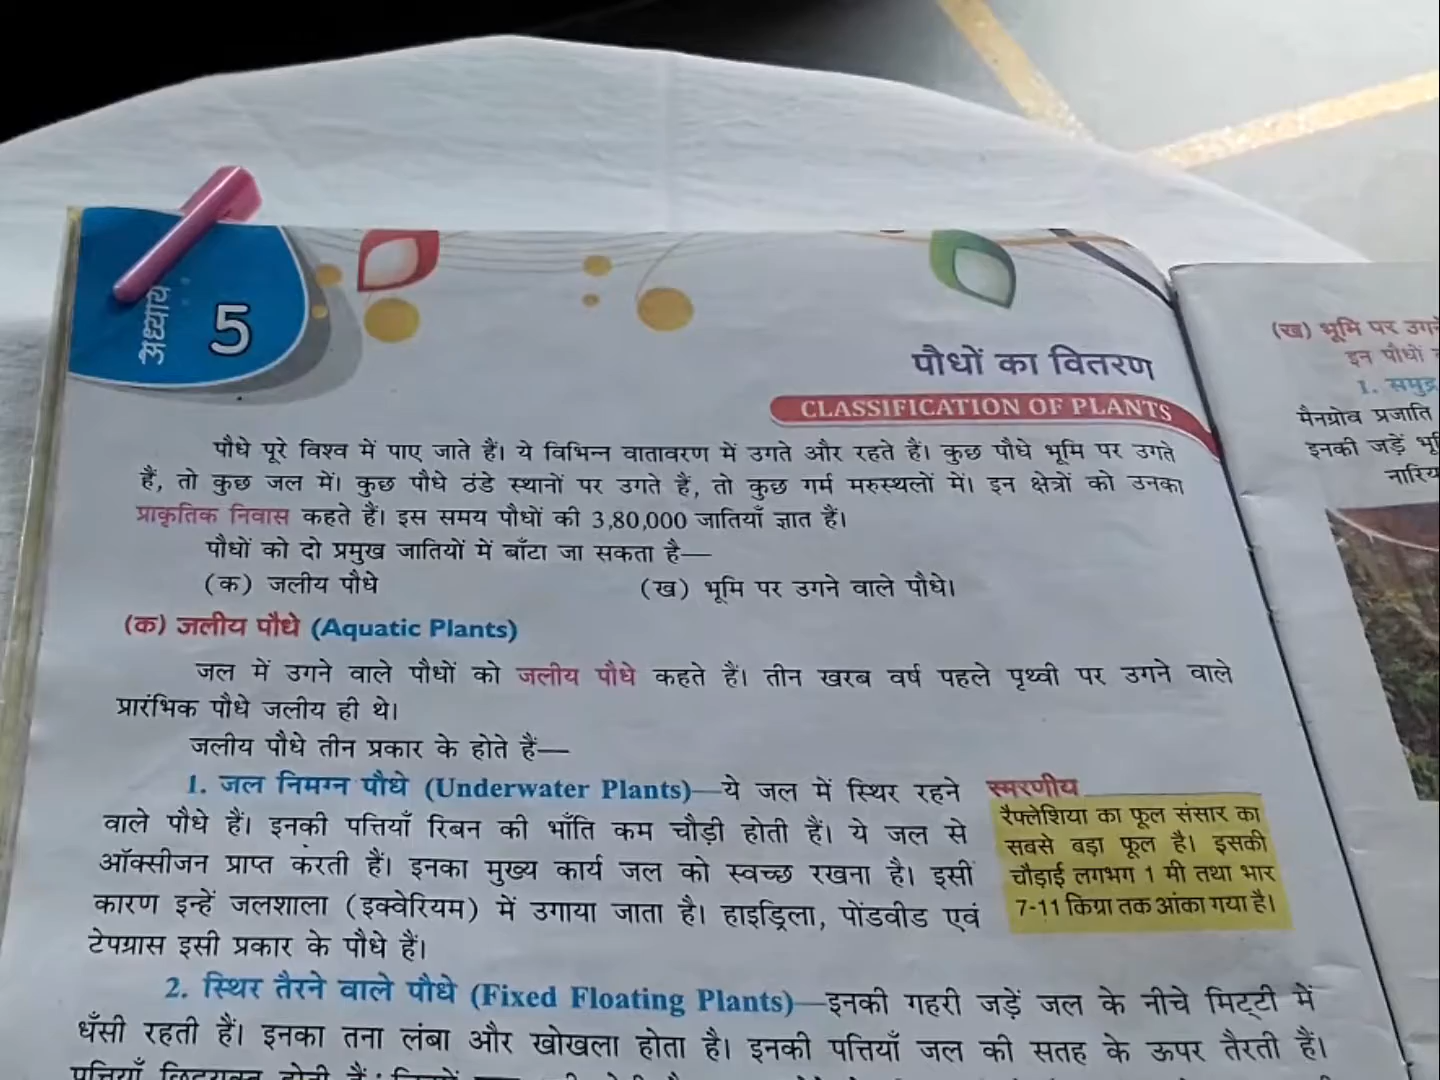 अध्याय
5
पौधों का वितरण
CLASSIFICATION OF PLANTS
पौधे पूरे विश्व में पाए जाते हैं। ये विभिन्न वातावरण में उगते और रहते हैं। कुछ पौधे भूमि पर उगते
हैं, तो कुछ जल में। कुछ पौधे ठंडे स्थानों पर उगते हैं, तो कुछ गर्म मरुस्थलों में। इन क्षेत्रों को उनका
प्राकृतिक निवास कहते हैं। इस समय पौधों की 3,80,000 जातियाँ ज्ञात हैं।
पौधों को दो प्रमुख जातियों में बाँटा जा सकता है—
(क) जलीय पौधे (ख) भूमि पर उगने वाले पौधे।
(क) जलीय पौधे (Aquatic Plants)
जल में उगने वाले पौधों को जलीय पौधे कहते हैं। तीन खरब वर्ष पहले पृथ्वी पर उगने वाले
प्रारंभिक पौधे जलीय ही थे।
जलीय पौधे तीन प्रकार के होते हैं—
1. जल निमग्न पौधे (Underwater Plants)—ये जल में स्थिर रहने
वाले पौधे हैं। इनकी पत्तियाँ रिबन की भाँति कम चौड़ी होती हैं। ये जल से
ऑक्सीजन प्राप्त करती हैं। इनका मुख्य कार्य जल को स्वच्छ रखना है। इसी
कारण इन्हें जलशाला (इक्वेरियम) में उगाया जाता है। हाइड्रिला, पोंडवीड एवं
टेपग्रास इसी प्रकार के पौधे हैं।
स्मरणीय
रैफ्लेशिया का फूल संसार का
सबसे बड़ा फूल है। इसकी
चौड़ाई लगभग 1 मी तथा भार
7-11 किग्रा तक आंका गया है।
2. स्थिर तैरने वाले पौधे (Fixed Floating Plants)—इनकी गहरी जड़ें जल के नीचे मिट्टी में
धँसी रहती हैं। इनका तना लंबा और खोखला होता है। इनकी पत्तियाँ जल की सतह के ऊपर तैरती हैं।
(ख) भूमि पर
इन पौधों
1.
मैनग्रोव प्रजाति
इनकी जड़ें